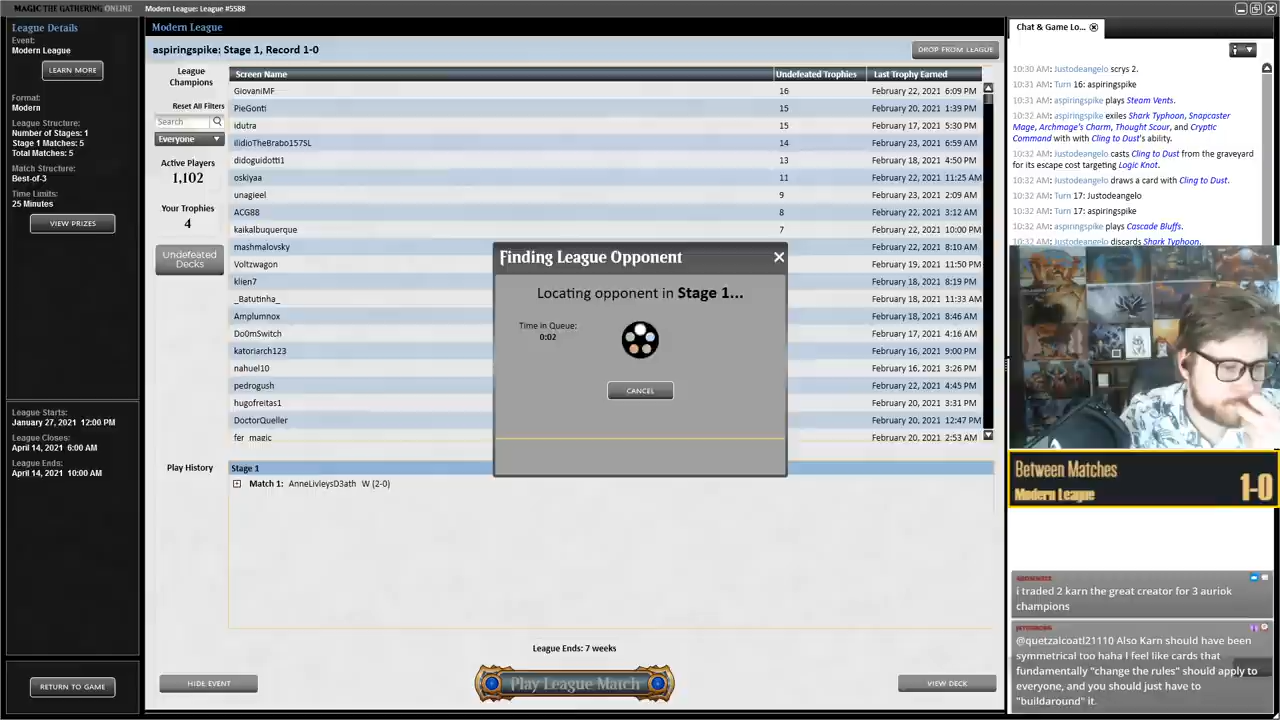 MAGIC THE GATHERING ONLINE
Modern League: League #5588
League Details
Event:
Modern League
LEARN MORE
Format:
Modern
League Structure:
Number of Stages: 1
Stage 1 Matches: 5
Total Matches: 5
Match Structure:
Best-of-3
Time Limits:
25 Minutes
VIEW PRIZES
League Starts:
January 27, 2021 12:00 PM
League Closes:
April 14, 2021 6:00 AM
League Ends:
April 14, 2021 10:00 AM
RETURN TO GAME
Modern League
aspiringspike: Stage 1, Record 1-0
DROP FROM LEAGUE
League
Champions
Reset All Filters
Search
Everyone
Active Players
1,102
Your Trophies
4
Undefeated
Decks
Screen Name Undefeated Trophies Last Trophy Earned
GiovaniMF 16 February 22, 2021 6:09 PM
PieGonti 15 February 20, 2021 1:39 PM
idutra 15 February 17, 2021 5:30 PM
ilidioTheBrabo157SL 14 February 23, 2021 6:59 AM
didoguidotti1 13 February 18, 2021 4:50 PM
oskiyaa 11 February 22, 2021 11:25 AM
unagieel 9 February 23, 2021 2:09 AM
ACG88 8 February 22, 2021 3:12 AM
kaikalbuquerque 7 February 22, 2021 10:00 PM
mashmalovsky February 22, 2021 8:10 AM
Voltzwagon February 19, 2021 11:50 PM
klien7 February 18, 2021 8:19 PM
_Batutinha_ February 18, 2021 11:33 AM
Amplumnox February 18, 2021 8:46 AM
Do0mSwitch February 17, 2021 4:16 AM
katoriarch123 February 16, 2021 9:00 PM
nahuel10 February 16, 2021 3:26 PM
pedrogush February 22, 2021 4:45 PM
hugofreitas1 February 20, 2021 3:31 PM
DoctorQueller February 20, 2021 12:47 PM
fer_magic February 20, 2021 2:53 AM
Finding League Opponent
Locating opponent in Stage 1...
Time in Queue:
0:02
CANCEL
Play History
Stage 1
Match 1: AnneLivleysD3ath W (2-0)
League Ends: 7 weeks
HIDE EVENT
Play League Match
VIEW DECK
Chat & Game Lo...
10:30 AM: Justodeangelo scrys 2.
10:31 AM: Turn 16: aspiringspike
10:31 AM: aspiringspike plays Steam Vents.
10:32 AM: aspiringspike exiles Shark Typhoon, Snapcaster
Mage, Archmage's Charm, Thought Scour, and Cryptic
Command with with Cling to Dust's ability.
10:32 AM: Justodeangelo casts Cling to Dust from the graveyard
for its escape cost targeting Logic Knot.
10:32 AM: Justodeangelo draws a card with Cling to Dust.
10:32 AM: Turn 17: Justodeangelo
10:32 AM: Turn 17: aspiringspike
10:32 AM: aspiringspike plays Cascade Bluffs.
10:32 AM: Justodeangelo discards Shark Typhoon.
Between Matches
Modern League
1-0
i traded 2 karn the great creator for 3 auriok
champions
@quetzalcoatl21110 Also Karn should have been
symmetrical too haha I feel like cards that
fundamentally "change the rules" should apply to
everyone, and you should just have to
"buildaround" it.